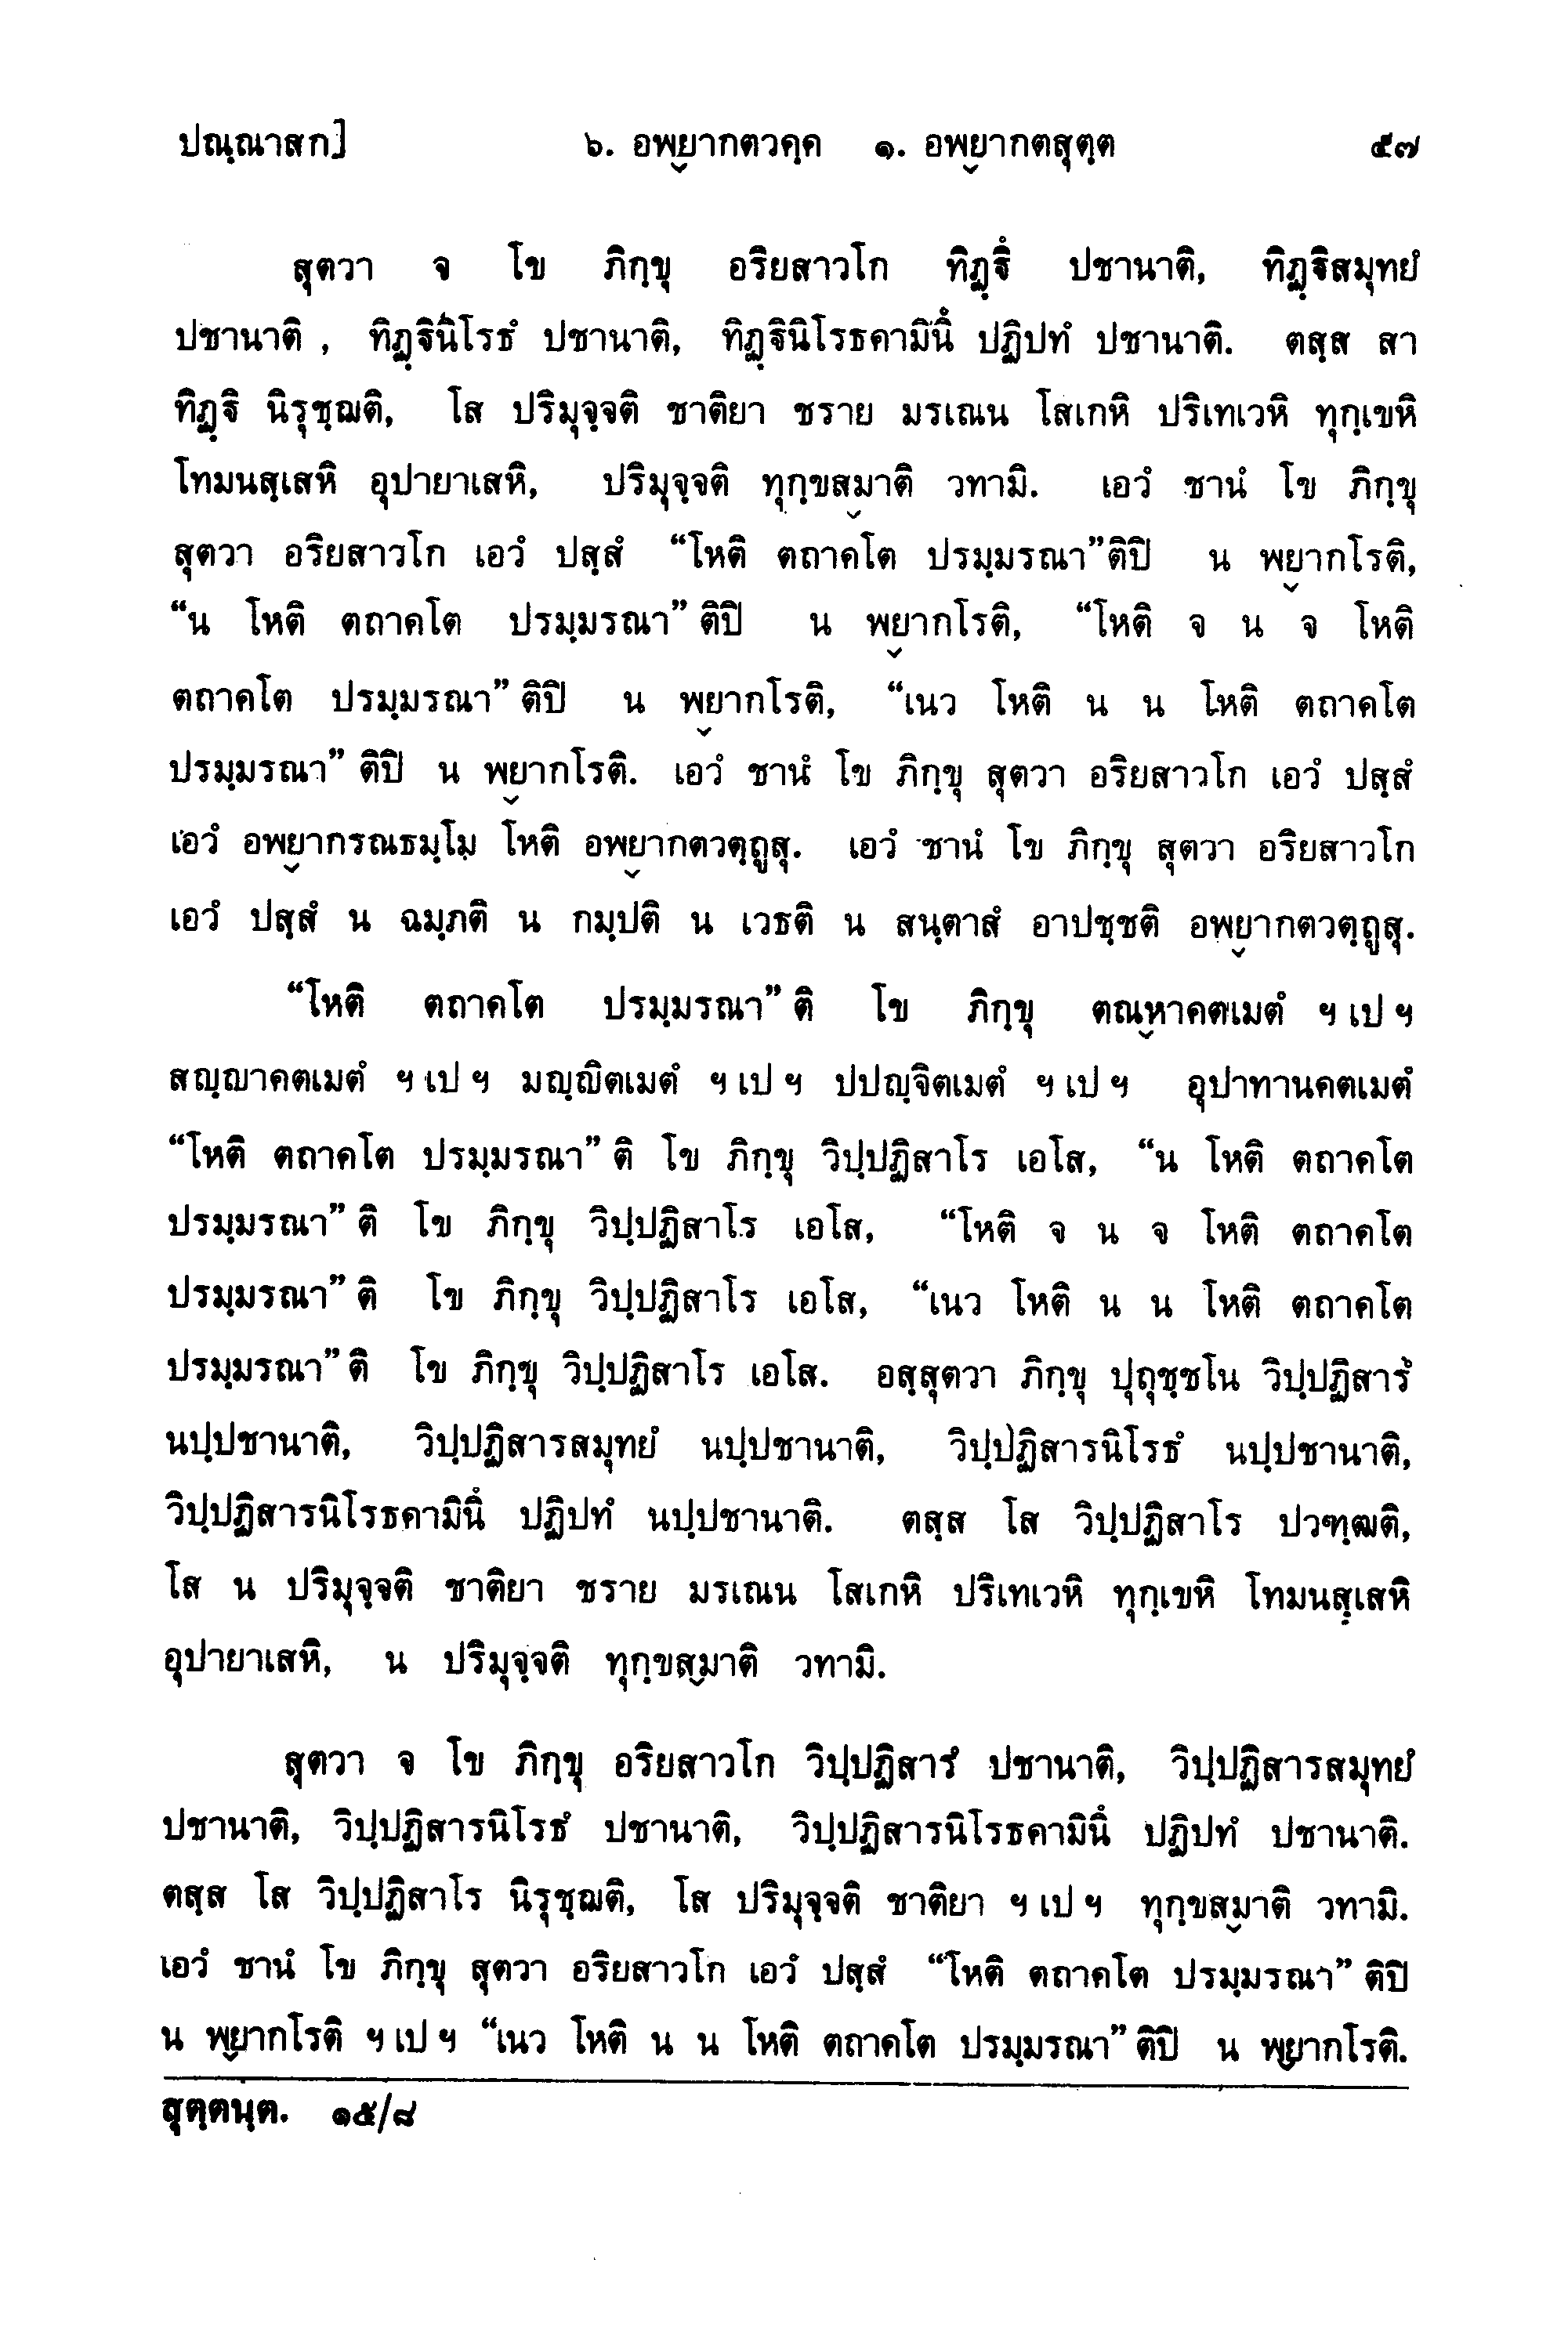 ปณฺณาสก] ๖. อพฺยากตวคฺค ๑. อพฺยากตสุตฺต ๕๗
สุตวา จ โข ภิกฺขุ อริยสาวโก ทิฏฺฐึ ปชานาติ, ทิฏฺฐิสมุทยํ
ปชานาติ , ทิฏฺฐินิโรธํ ปชานาติ, ทิฏฺฐินิโรธคามินึ ปฏิปทํ ปชานาติ. ตสฺส สา
ทิฏฺฐิ นิรุชฺฌติ, โส ปริมุจฺจติ ชาติยา ชราย มรเณน โสเกหิ ปริเทเวหิ ทุกฺเขหิ
โทมนสฺเสหิ อุปายาเสหิ, ปริมุจฺจติ ทุกฺขสฺมาติ วทามิ. เอวํ ชานํ โข ภิกฺขุ
สุตวา อริยสาวโก เอวํ ปสฺสํ “โหติ ตถาคโต ปรมฺมรณา”ติปิ น พฺยากโรติ,
“น โหติ ตถาคโต ปรมฺมรณา” ติปิ น พฺยากโรติ, “โหติ จ น จ โหติ
ตถาคโต ปรมฺมรณา” ติปิ น พฺยากโรติ, “เนว โหติ น น โหติ ตถาคโต
ปรมฺมรณา” ติปิ น พฺยากโรติ. เอวํ ชานํ โข ภิกฺขุ สุตวา อริยสาวโก เอวํ ปสฺสํ
เอวํ อพฺยากรณธมฺโม โหติ อพฺยากตวตฺถูสุ. เอวํ ชานํ โข ภิกฺขุ สุตวา อริยสาวโก
เอวํ ปสฺสํ น ฉมฺภติ น กมฺปติ น เวธติ น สนฺตาสํ อาปชฺชติ อพฺยากตวตฺถูสุ.
“โหติ ตถาคโต ปรมฺมรณา” ติ โข ภิกฺขุ ตณฺหาคตเมตํ ฯ เป ฯ
สญฺญาคตเมตํ ฯ เป ฯ มญฺญิตเมตํ ฯ เป ฯ ปปญฺจิตเมตํ ฯ เป ฯ อุปาทานคตเมตํ
“โหติ ตถาคโต ปรมฺมรณา” ติ โข ภิกฺขุ วิปฺปฏิสาโร เอโส, “น โหติ ตถาคโต
ปรมฺมรณา” ติ โข ภิกฺขุ วิปฺปฏิสาโร เอโส, “โหติ จ น จ โหติ ตถาคโต
ปรมฺมรณา” ติ โข ภิกฺขุ วิปฺปฏิสาโร เอโส, “เนว โหติ น น โหติ ตถาคโต
ปรมฺมรณา” ติ โข ภิกฺขุ วิปฺปฏิสาโร เอโส. อสฺสุตวา ภิกฺขุ ปุถุชฺชโน วิปฺปฏิสารํ
นปฺปชานาติ, วิปฺปฏิสารสมุทยํ นปฺปชานาติ, วิปฺปฏิสารนิโรธํ นปฺปชานาติ,
วิปฺปฏิสารนิโรธคามินึ ปฏิปทํ นปฺปชานาติ. ตสฺส โส วิปฺปฏิสาโร ปวฑฺฒติ,
โส น ปริมุจฺจติ ชาติยา ชราย มรเณน โสเกหิ ปริเทเวหิ ทุกฺเขหิ โทมนสฺเสหิ
อุปายาเสหิ, น ปริมุจฺจติ ทุกฺขสฺมาติ วทามิ.
สุตวา จ โข ภิกฺขุ อริยสาวโก วิปฺปฏิสารํ ปชานาติ, วิปฺปฏิสารสมุทยํ
ปชานาติ, วิปฺปฏิสารนิโรธํ ปชานาติ, วิปฺปฏิสารนิโรธคามินึ ปฏิปทํ ปชานาติ.
ตสฺส โส วิปฺปฏิสาโร นิรุชฺฌติ, โส ปริมุจฺจติ ชาติยา ฯ เป ฯ ทุกฺขสฺมาติ วทามิ.
เอวํ ชานํ โข ภิกฺขุ สุตวา อริยสาวโก เอวํ ปสฺสํ “โหติ ตถาคโต ปรมฺมรณา” ติปิ
น พฺยากโรติ ฯ เป ฯ “เนว โหติ น น โหติ ตถาคโต ปรมฺมรณา” ติปิ น พฺยากโรติ.
สุตฺตนฺต. ๑๕/๘